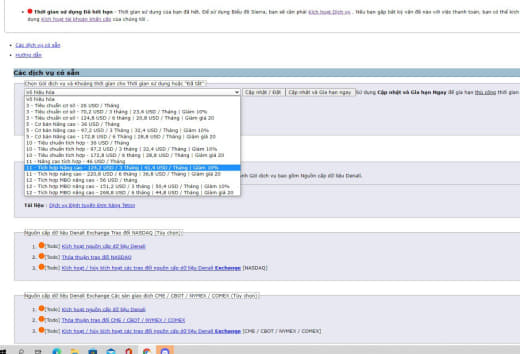 Thời gian sử dụng Đã hết hạn - Thời gian sử dụng của bạn đã hết. Để sử dụng Biểu đồ Sierra, bạn sẽ cần phải Kích hoạt Dịch vụ . Nếu bạn gặp bất kỳ vấn đề nào với việc thanh toán, bạn có thể kích
dụng Kích hoạt tài khoản khẩn cấp của chúng tôi .
Các dịch vụ có sẵn
Hướng dẫn
Các dịch vụ có sẵn
Chọn Gói dịch vụ và Khoảng thời gian cho Thời gian sử dụng hoặc "Đã tắt"
Vô hiệu hóa
Cập nhật / Đặt
Cập nhật và Gia hạn ngay
Sử dụng Cập nhật và Gia hạn Ngay để gia hạn thủ công thời gian
Vô hiệu hóa
3 - Tiêu chuẩn cơ sở - 26 USD / Tháng
3 - Tiêu chuẩn cơ sở - 70,2 USD / 3 tháng | 23,4 USD / Tháng | Giảm 10%
3 - Tiêu chuẩn cơ sở - 124,8 USD / 6 tháng | 20,8 USD / Tháng | Giảm giá 20
5 - Cơ bản Nâng cao - 36 USD / Tháng
5 - Cơ bản Nâng cao - 97,2 USD / 3 Tháng | 32,4 USD / Tháng | Giảm 10%
5 - Cơ bản Nâng cao - 172,8 USD / 6 tháng | 28,8 USD / Tháng | Giảm giá 20
10 - Tiêu chuẩn tích hợp - 36 USD / Tháng
10 - Tiêu chuẩn tích hợp - 97,2 USD / 3 tháng | 32,4 USD / Tháng | Giảm 10%
10 - Tiêu chuẩn tích hợp - 172,8 USD / 6 tháng | 28,8 USD / Tháng | Giảm giá 20
11 - Nâng cao tích hợp - 46 USD / Tháng
11 - Tích hợp Nâng cao - 124,2 USD / 3 tháng | 41,4 USD / Tháng | Giảm 10%
11 - Tích hợp Nâng cao - 220,8 USD / 6 tháng | 36,8 USD / Tháng | Giảm giá 20
12 - Tích hợp MBO nâng cao - 56 USD / tháng
12 - Tích hợp MBO nâng cao - 151,2 USD / 3 tháng | 50,4 USD / Tháng | Giảm 10%
12 - Tích hợp MBO nâng cao - 268,8 USD / 6 tháng | 44,8 USD / Tháng | Giảm giá 20
nh Gói dịch vụ bao gồm Nguồn cấp dữ liệu Denali.
Tài liệu : Dịch vụ Định tuyến Đơn hàng Teton
Nguồn cấp dữ liệu Denali Exchange Trao đổi NASDAQ [Tùy chọn]
1. [Todo] Kích hoạt nguồn cấp dữ liệu Denali
2. [Todo] Thỏa thuận trao đổi NASDAQ
3. [Todo] Kích hoạt / hủy kích hoạt các trao đổi nguồn cấp dữ liệu Denali Exchange [NASDAQ]
Nguồn cấp dữ liệu Denali Exchange Các sàn giao dịch CME / CBOT / NYMEX / COMEX [Tùy chọn]
1. [Todo] Kích hoạt nguồn cấp dữ liệu Denali
2. [Todo] Thỏa thuận trao đổi CME / CBOT / NYMEX / COMEX
3. [Todo] Kích hoạt / hủy kích hoạt các trao đổi nguồn cấp dữ liệu Denali Exchange [CME / CBOT / NYMEX / COMEX]